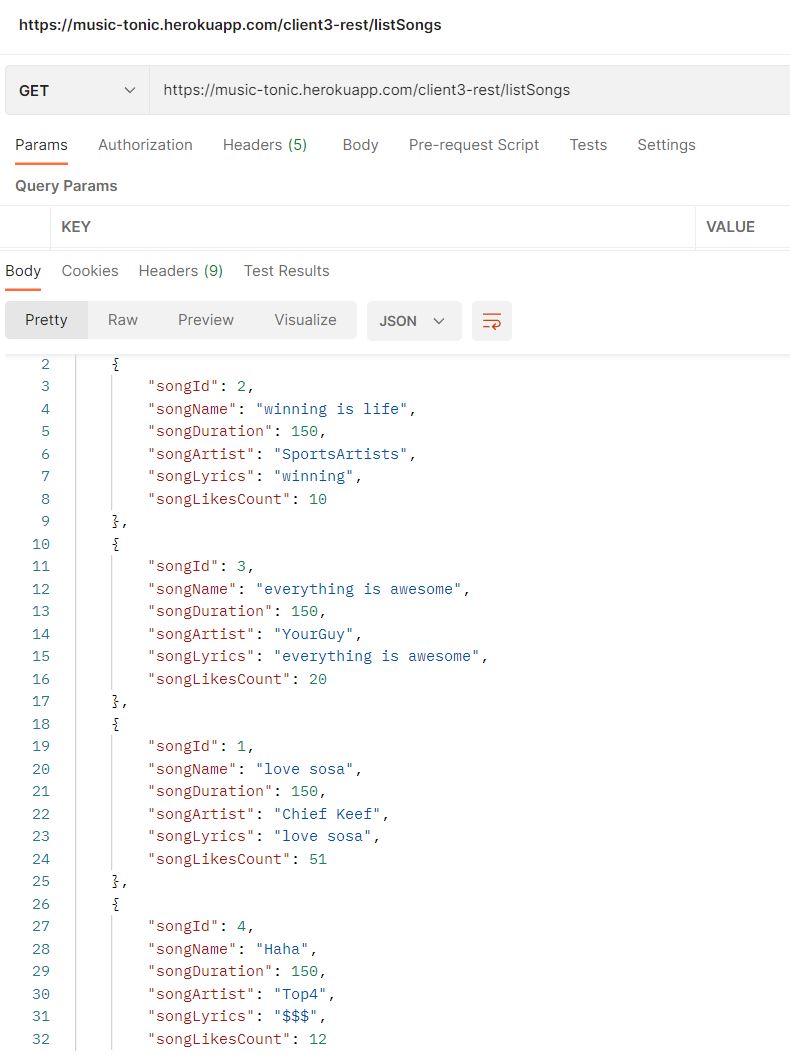 https://music-tonic.herokuapp.com/client3-rest/listSongs
GET https://music-tonic.herokuapp.com/client3-rest/listSongs
Params Authorization Headers (5) Body Pre-request Script Tests Settings
Query Params
KEY VALUE
Body Cookies Headers (9) Test Results
Pretty Raw Preview Visualize JSON
2 {
3 "songId": 2,
4 "songName": "winning is life",
5 "songDuration": 150,
6 "songArtist": "SportsArtists",
7 "songLyrics": "winning",
8 "songLikesCount": 10
9 },
10 {
11 "songId": 3,
12 "songName": "everything is awesome",
13 "songDuration": 150,
14 "songArtist": "YourGuy",
15 "songLyrics": "everything is awesome",
16 "songLikesCount": 20
17 },
18 {
19 "songId": 1,
20 "songName": "love sosa",
21 "songDuration": 150,
22 "songArtist": "Chief Keef",
23 "songLyrics": "love sosa",
24 "songLikesCount": 51
25 },
26 {
27 "songId": 4,
28 "songName": "Haha",
29 "songDuration": 150,
30 "songArtist": "Top4",
31 "songLyrics": "$$$",
32 "songLikesCount": 12